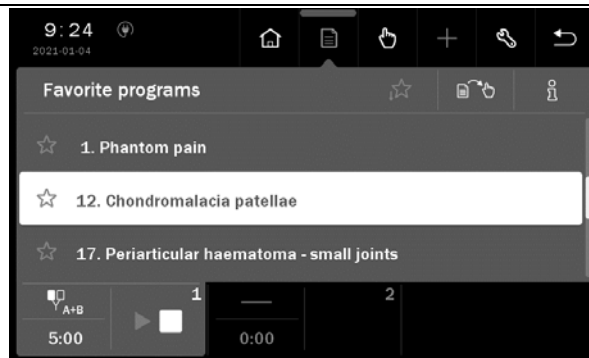 9:24
2021-01-04
Favorite programs
1. Phantom pain
12. Chondromalacia patellae
17. Periarticular haematoma - small joints
A+B
1
5:00
0:00
2